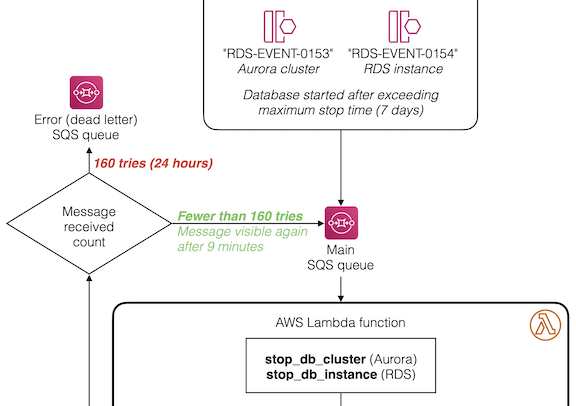 "RDS-EVENT-0153"
Aurora cluster
"RDS-EVENT-0154"
RDS instance
Database started after exceeding
maximum stop time (7 days)
Error (dead letter)
SQS queue
160 tries (24 hours)
Message
received
count
Fewer than 160 tries
Message visible again
after 9 minutes
Main
SQS queue
AWS Lambda function
stop_db_cluster (Aurora)
stop_db_instance (RDS)